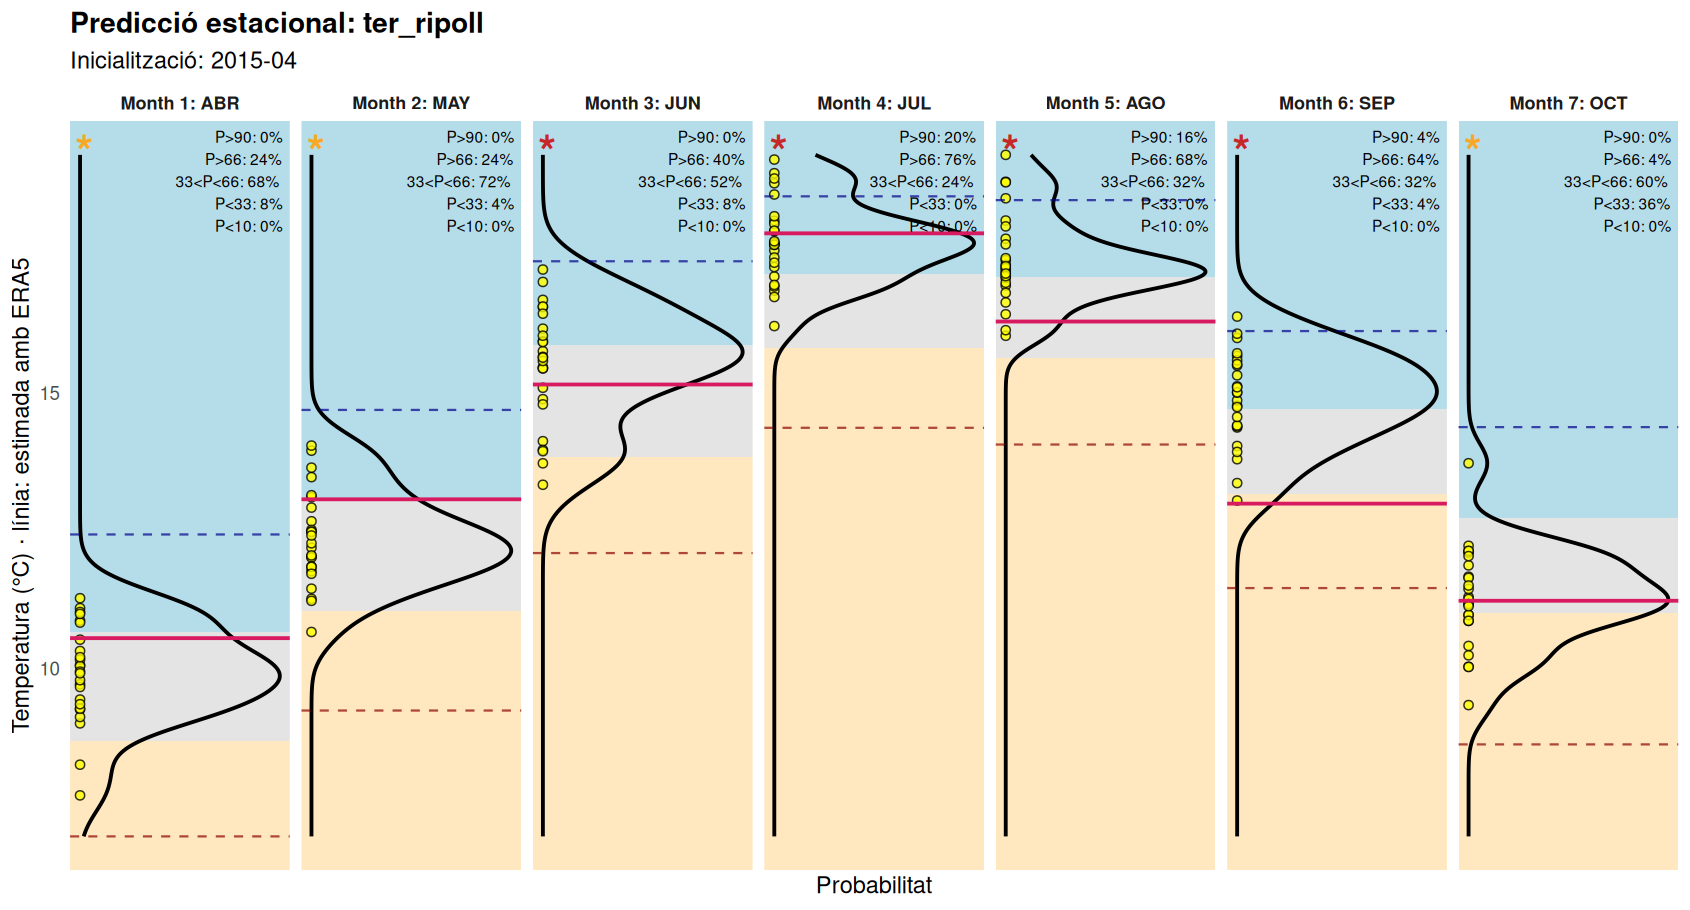 Predicció estacional: ter_ripoll
Inicialització: 2015-04
Month 1: ABR
Month 2: MAY
Month 3: JUN
Month 4: JUL
Month 5: AGO
Month 6: SEP
Month 7: OCT
P>90: 0%
P>66: 24%
33<P<66: 68%
P<33: 8%
P<10: 0%
P>90: 0%
P>66: 24%
33<P<66: 72%
P<33: 4%
P<10: 0%
P>90: 0%
P>66: 40%
33<P<66: 52%
P<33: 8%
P<10: 0%
P>90: 20%
P>66: 76%
33<P<66: 24%
P<33: 0%
P<10: 0%
P>90: 16%
P>66: 68%
33<P<66: 32%
P<33: 0%
P<10: 0%
P>90: 4%
P>66: 64%
33<P<66: 32%
P<33: 4%
P<10: 0%
P>90: 0%
P>66: 4%
33<P<66: 60%
P<33: 36%
P<10: 0%
Temperatura (°C) · línia: estimada amb ERA5
15
10
Probabilitat